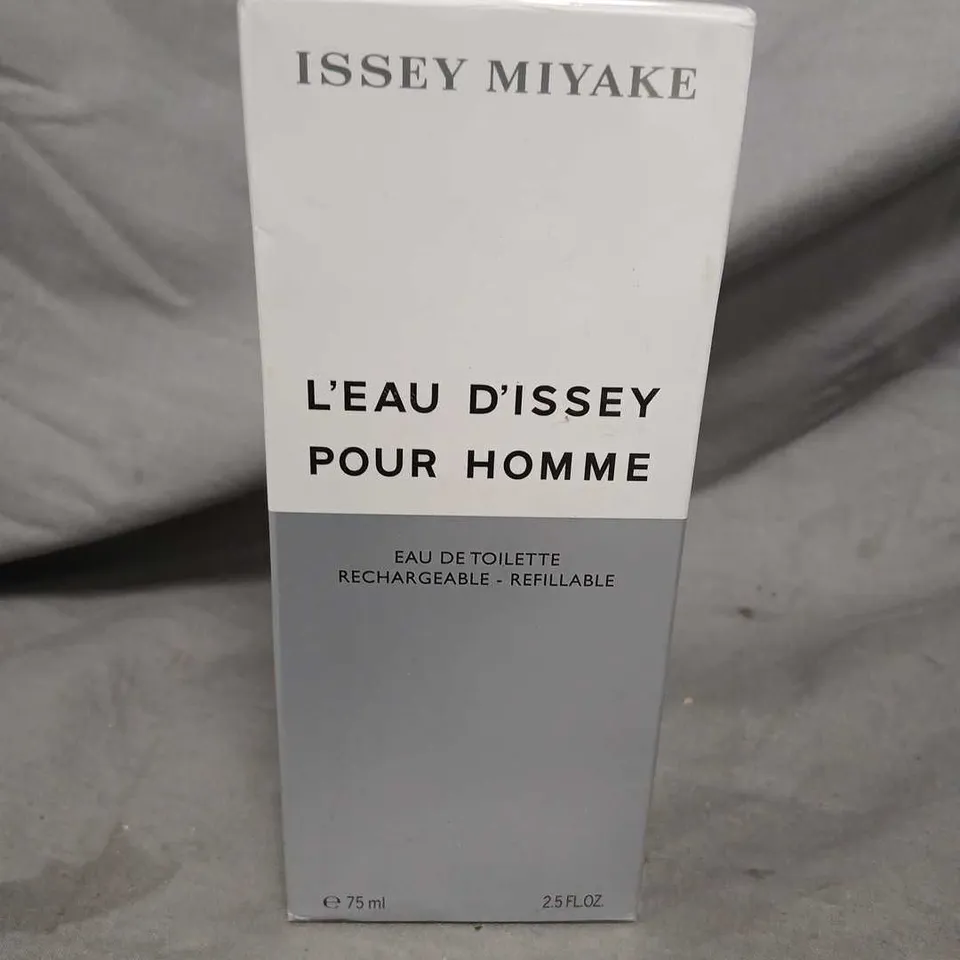 ISSEY MIYAKE
L'EAU D'ISSEY
POUR HOMME
EAU DE TOILETTE
RECHARGEABLE - REFILLABLE
℮ 75 ml 2.5 FL.OZ.